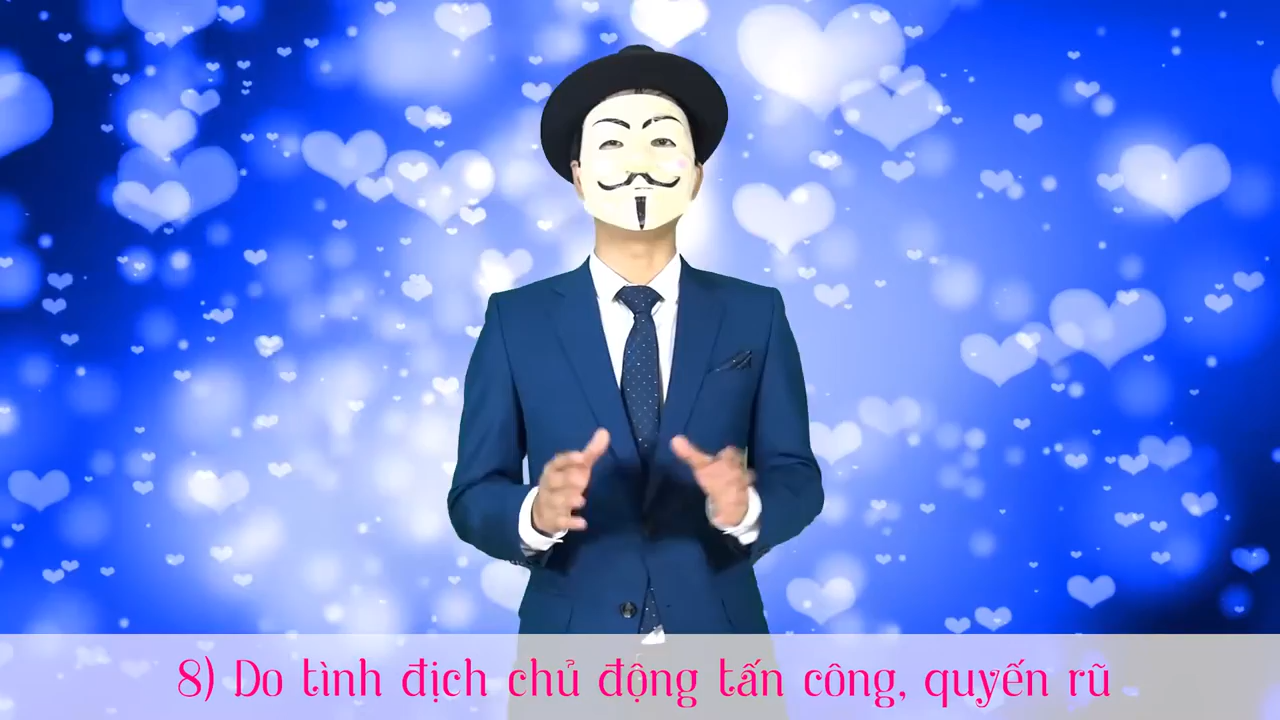 8) Do tình địch chủ động tấn công, quyến rũ